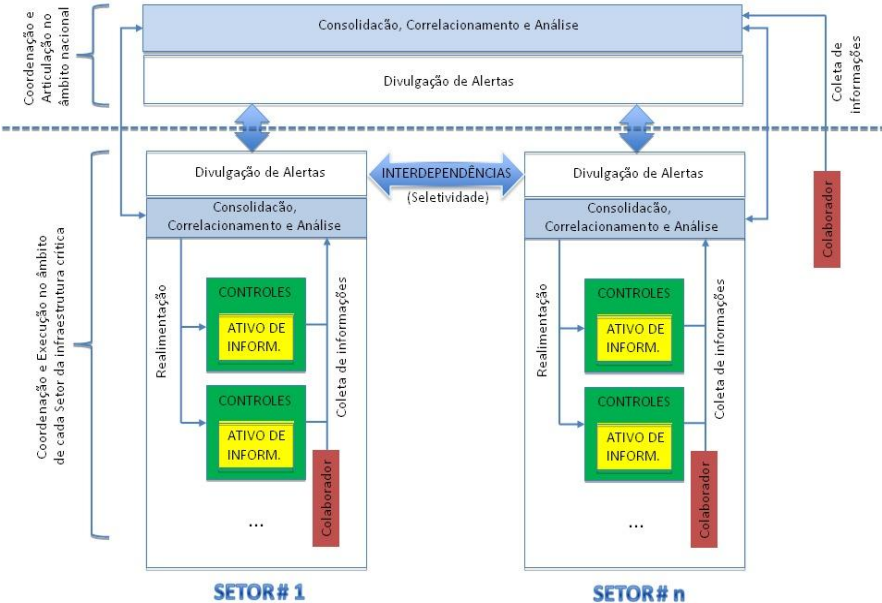 Coordenação e
Articulação no
âmbito nacional
Consolidacão, Correlacionamento e Análise
Divulgação de Alertas
Coleta de
informações
Colaborador
Coordenação e Execução no âmbito
de cada Setor da infraestrutura crítica
Divulgação de Alertas
Consolidação,
Correlacionamento e Análise
Realimentação
CONTROLES
ATIVO DE
INFORM.
CONTROLES
ATIVO DE
INFORM.
Coleta de informações
Colaborador
...
SETOR# 1
INTERDEPENDÊNCIAS
(Seletividade)
Divulgação de Alertas
Consolidação,
Correlacionamento e Análise
Realimentação
CONTROLES
ATIVO DE
INFORM.
CONTROLES
ATIVO DE
INFORM.
Coleta de informações
Colaborador
...
SETOR# n